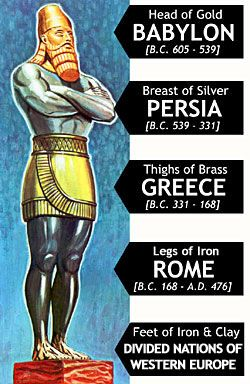 Head of Gold
BABYLON
[B.C. 605 - 539]
Breast of Silver
PERSIA
[B.C. 539 - 331]
Thighs of Brass
GREECE
[B.C. 331 - 168]
Legs of Iron
ROME
[B.C. 168 - A.D. 476]
Feet of Iron & Clay
DIVIDED NATIONS OF
WESTERN EUROPE